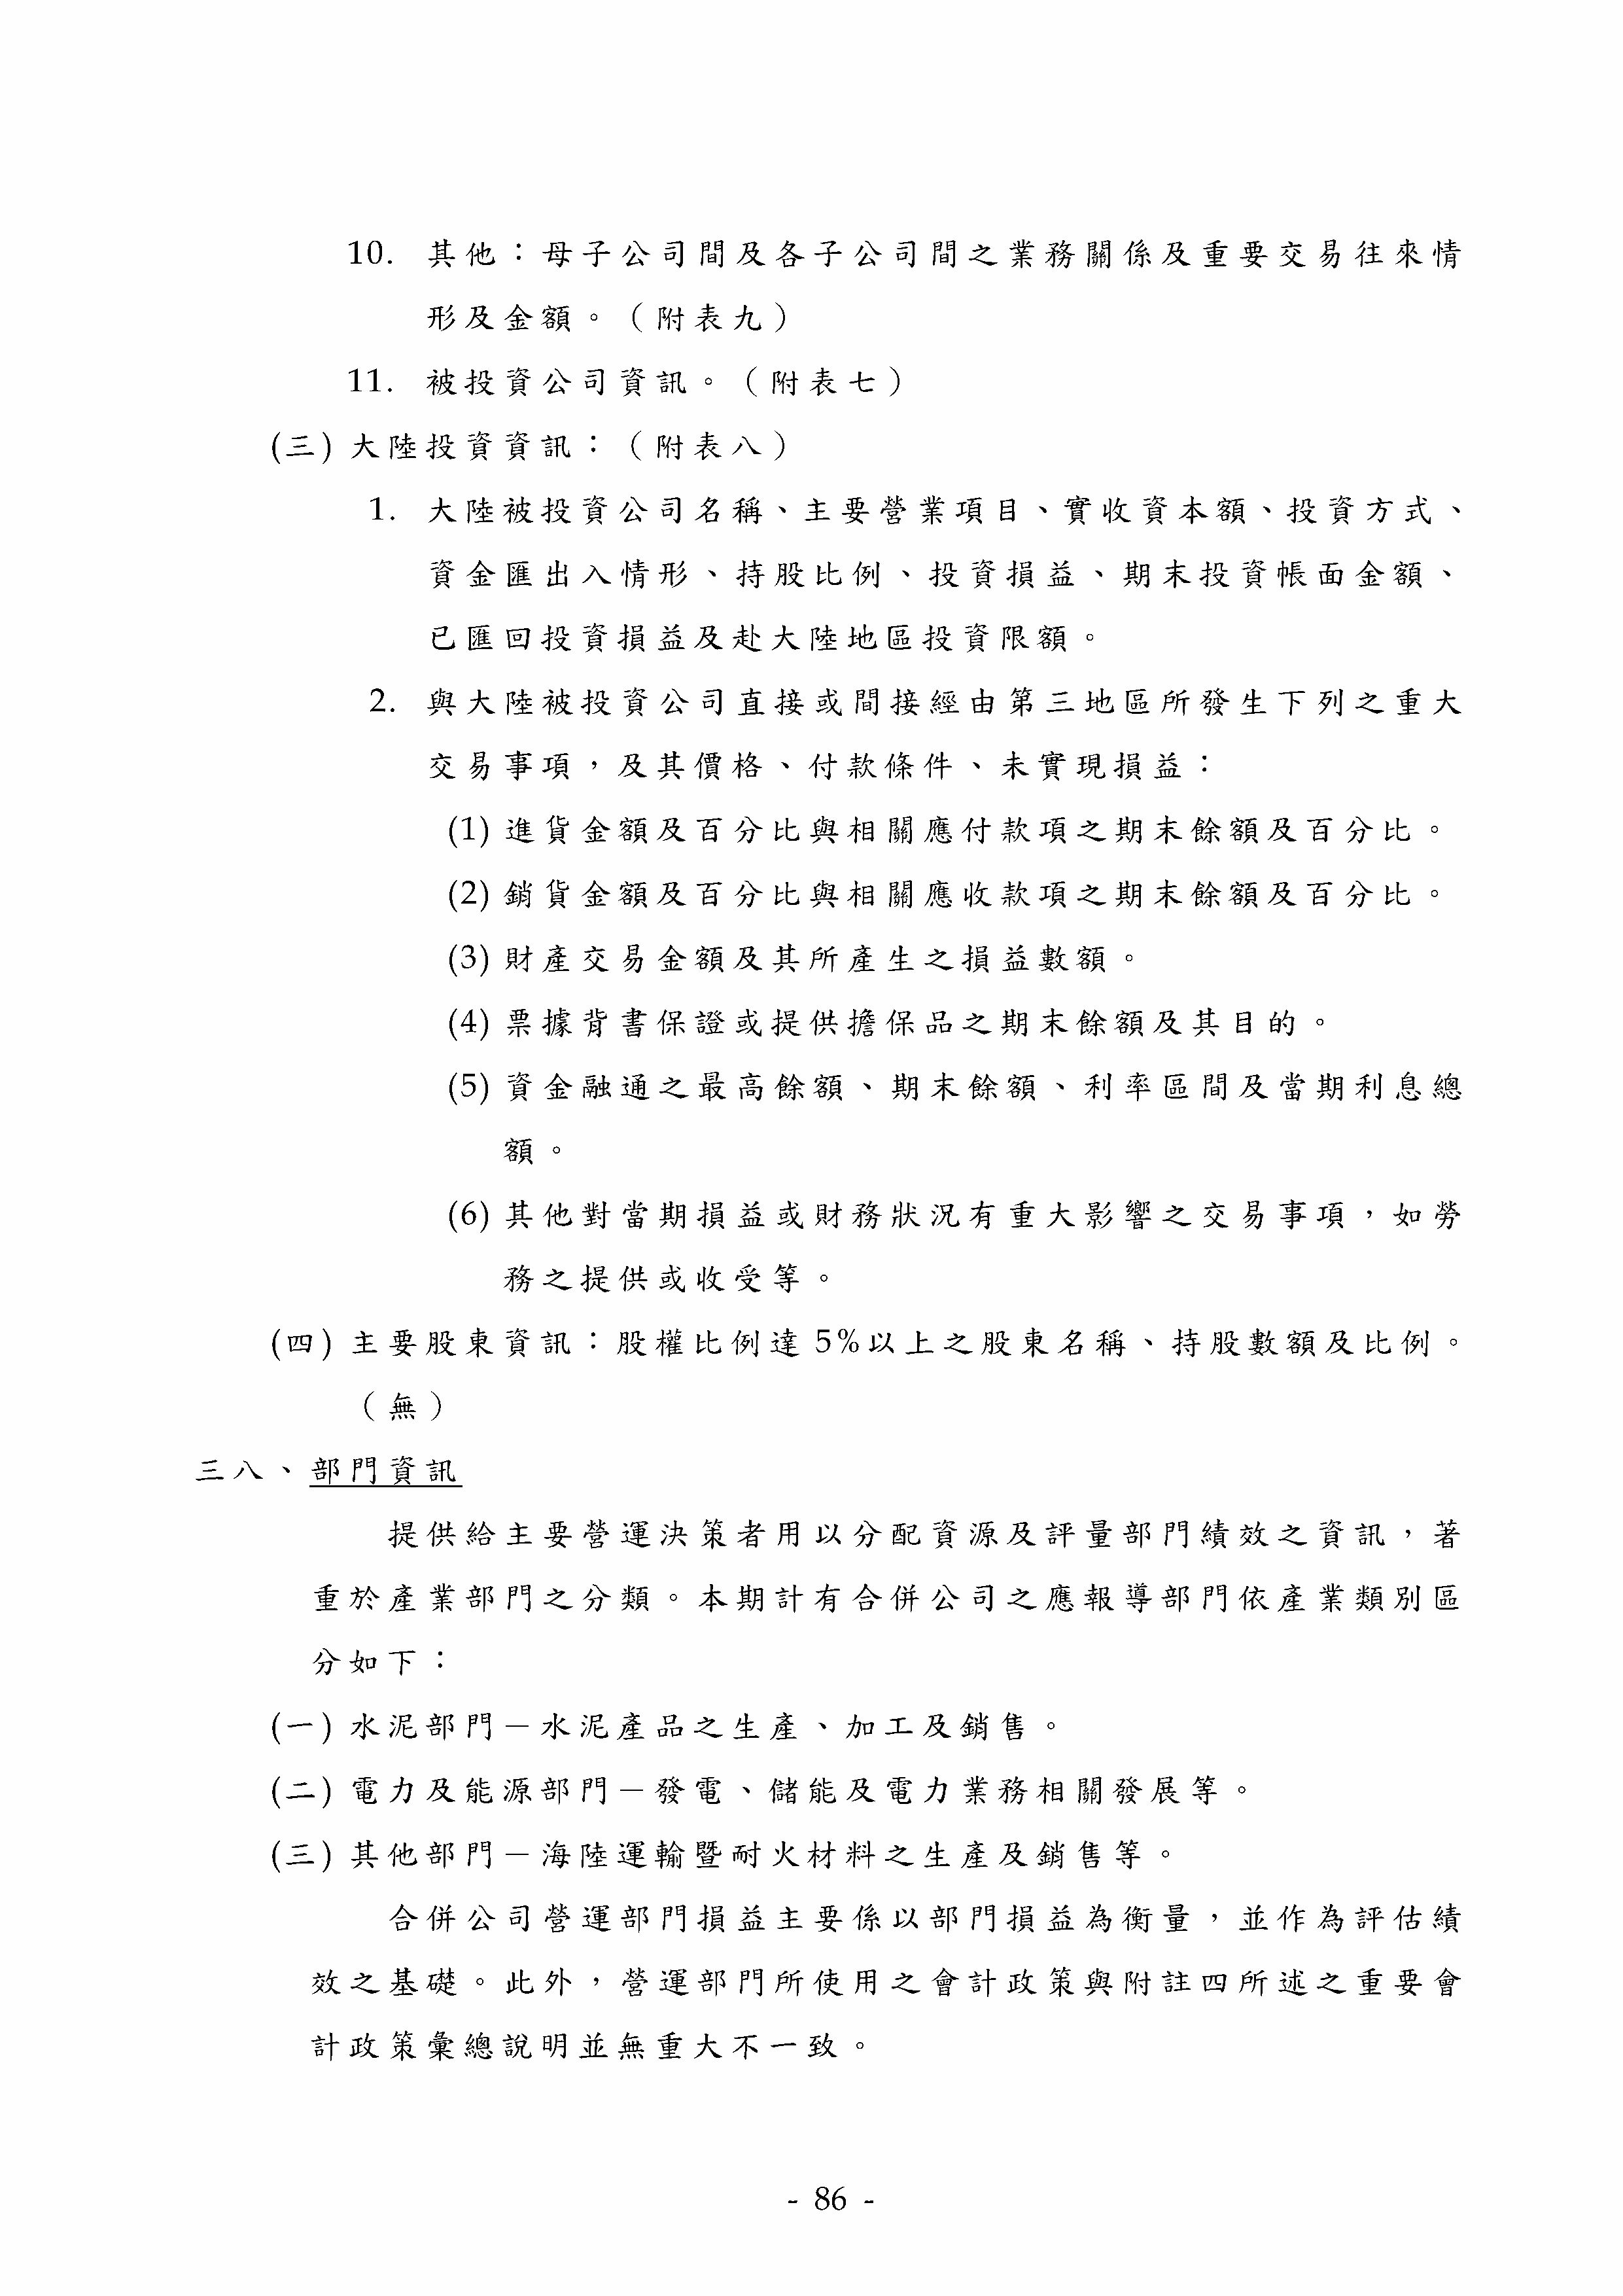 10. 其他：母子公司間及各子公司間之業務關係及重要交易往來情
形及金額。（附表九）
11. 被投資公司資訊。（附表七）
(三) 大陸投資資訊：（附表八）
1. 大陸被投資公司名稱、主要營業項目、實收資本額、投資方式、
資金匯出入情形、持股比例、投資損益、期末投資帳面金額、
已匯回投資損益及赴大陸地區投資限額。
2. 與大陸被投資公司直接或間接經由第三地區所發生下列之重大
交易事項，及其價格、付款條件、未實現損益：
(1) 進貨金額及百分比與相關應付款項之期末餘額及百分比。
(2) 銷貨金額及百分比與相關應收款項之期末餘額及百分比。
(3) 財產交易金額及其所產生之損益數額。
(4) 票據背書保證或提供擔保品之期末餘額及其目的。
(5) 資金融通之最高餘額、期末餘額、利率區間及當期利息總
額。
(6) 其他對當期損益或財務狀況有重大影響之交易事項，如勞
務之提供或收受等。
(四) 主要股東資訊：股權比例達 5%以上之股東名稱、持股數額及比例。
（無）
三八、部門資訊
提供給主要營運決策者用以分配資源及評量部門績效之資訊，著
重於產業部門之分類。本期計有合併公司之應報導部門依產業類別區
分如下：
(一) 水泥部門－水泥產品之生產、加工及銷售。
(二) 電力及能源部門－發電、儲能及電力業務相關發展等。
(三) 其他部門－海陸運輸暨耐火材料之生產及銷售等。
合併公司營運部門損益主要係以部門損益為衡量，並作為評估績
效之基礎。此外，營運部門所使用之會計政策與附註四所述之重要會
計政策彙總說明並無重大不一致。
- 86 -